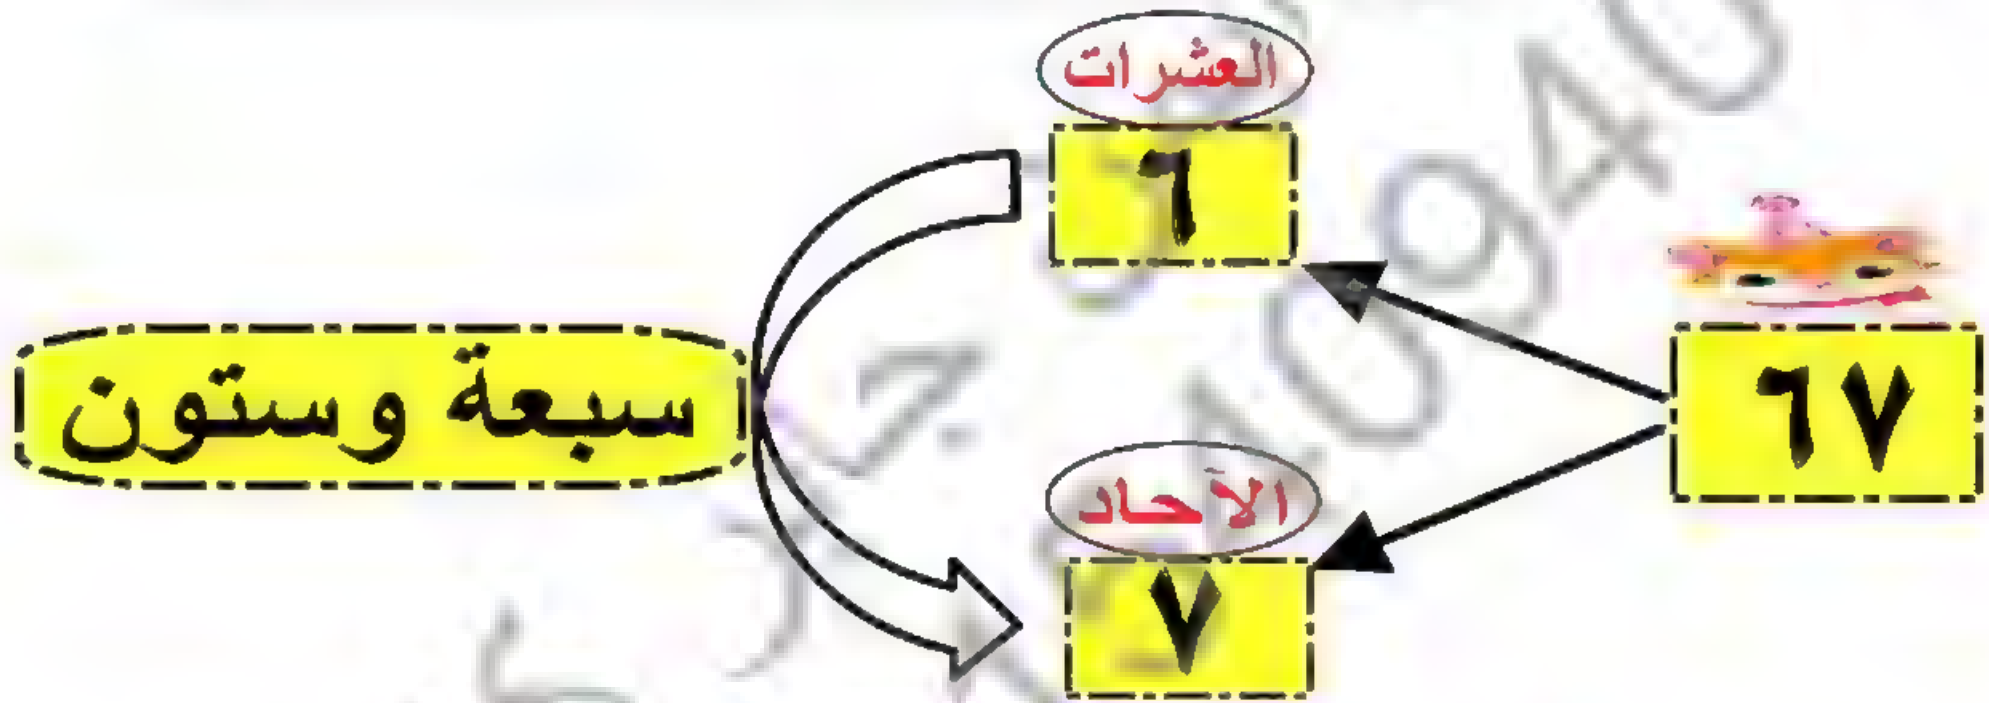 العشرات
٦
٦٧
سبعة وستون
الآحاد
٧